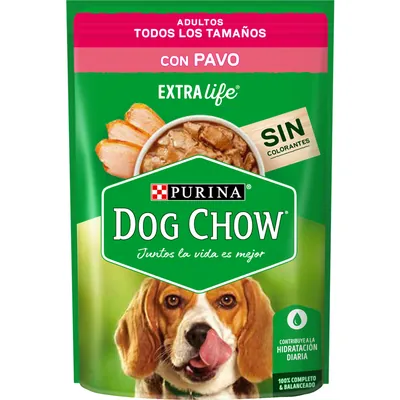 ADULTOS
TODOS LOS TAMAÑOS
CON PAVO
EXTRA life®
SIN
COLORANTES
PURINA
DOG CHOW®
Juntos la vida es mejor
CONTRIBUYE A LA
HIDRATACIÓN
DIARIA
100% COMPLETO
& BALANCEADO